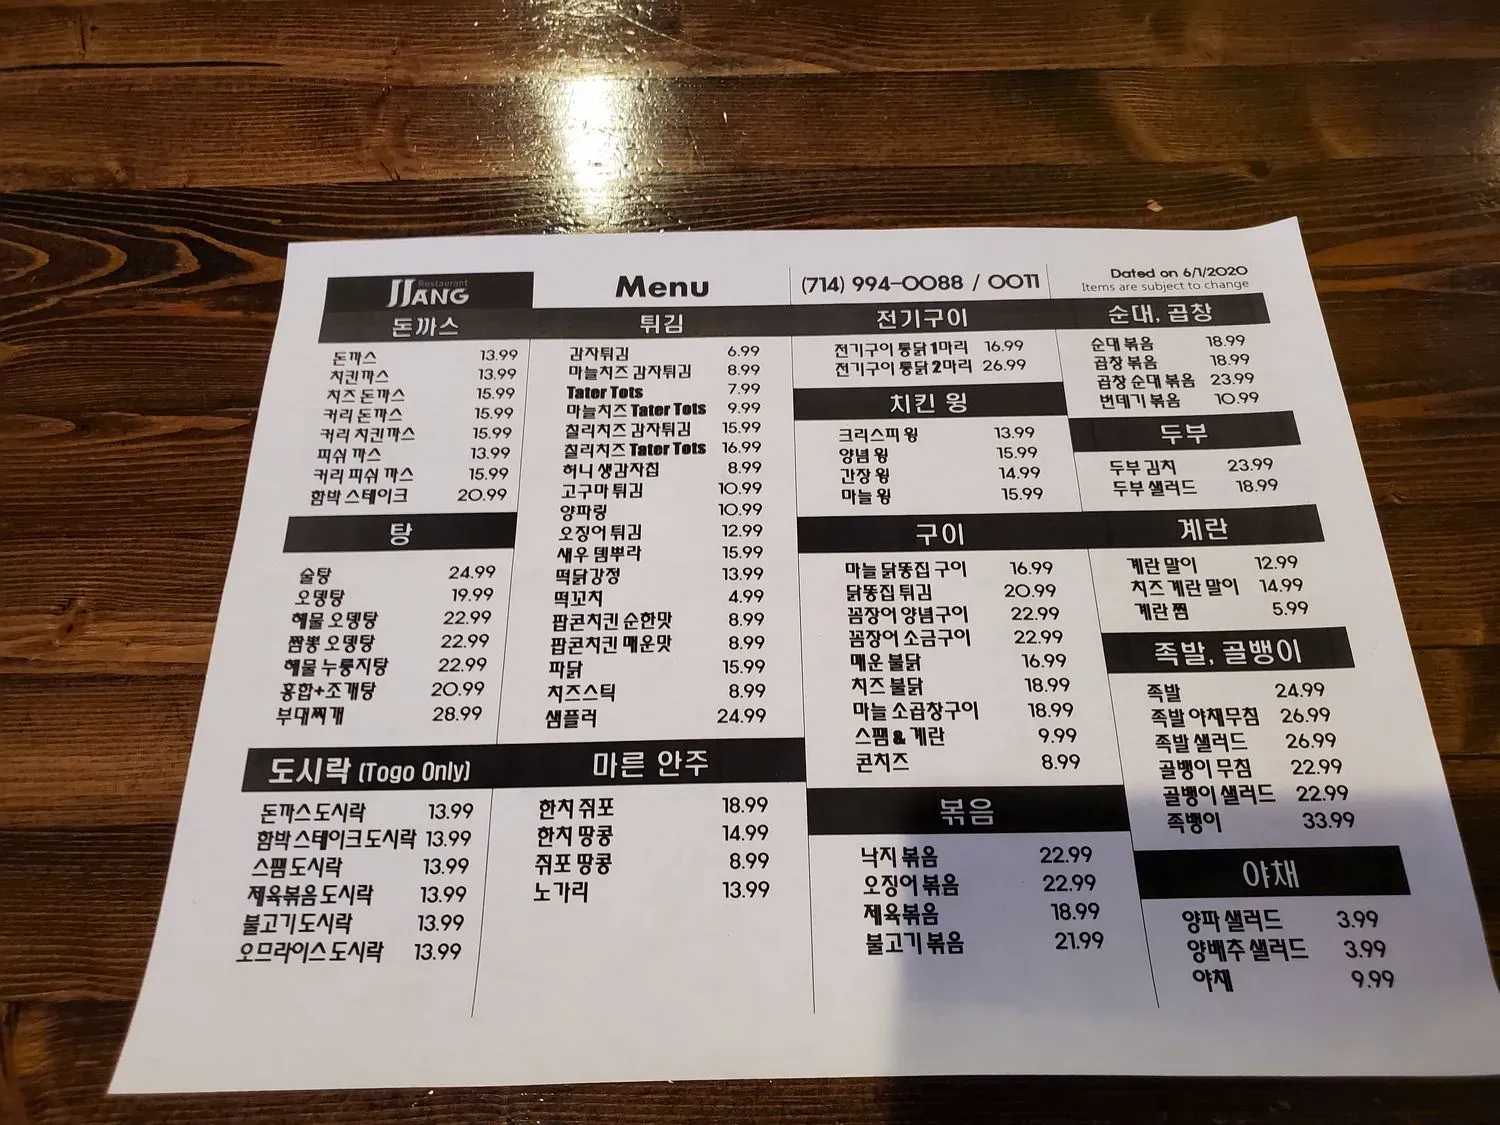 Restaurant
JJANG
Menu
(714) 994-0088 / 0011
Dated on 6/1/2020
Items are subject to change
돈까스
돈까스 13.99
치킨까스 13.99
치즈 돈까스 15.99
커리 돈까스 15.99
커리 치킨까스 15.99
피쉬 까스 13.99
커리 피쉬 까스 15.99
함박 스테이크 20.99
탕
술탕 24.99
오뎅탕 19.99
해물 오뎅탕 22.99
짬뽕 오뎅탕 22.99
해물 누룽지탕 22.99
홍합+조개탕 20.99
부대찌개 28.99
도시락 (Togo Only)
돈까스 도시락 13.99
함박 스테이크 도시락 13.99
스팸 도시락 13.99
제육볶음 도시락 13.99
불고기 도시락 13.99
오므라이스 도시락 13.99
튀김
감자튀김 6.99
마늘치즈 감자튀김 8.99
Tater Tots 7.99
마늘치즈 Tater Tots 9.99
칠리치즈 감자튀김 15.99
칠리치즈 Tater Tots 16.99
허니 생감자칩 8.99
고구마 튀김 10.99
양파링 10.99
오징어 튀김 12.99
새우 뎀뿌라 15.99
떡닭강정 13.99
떡꼬치 4.99
팝콘치킨 순한맛 8.99
팝콘치킨 매운맛 8.99
파닭 15.99
치즈스틱 8.99
샘플러 24.99
마른 안주
한치 쥐포 18.99
한치 땅콩 14.99
쥐포 땅콩 8.99
노가리 13.99
전기구이
전기구이 통닭 1마리 16.99
전기구이 통닭 2마리 26.99
치킨 윙
크리스피 윙 13.99
양념 윙 15.99
간장 윙 14.99
마늘 윙 15.99
구이
마늘 닭똥집 구이 16.99
닭똥집 튀김 20.99
꼼장어 양념구이 22.99
꼼장어 소금구이 22.99
매운 불닭 16.99
치즈 불닭 18.99
마늘 소곱창구이 18.99
스팸 & 계란 9.99
콘치즈 8.99
볶음
낙지 볶음 22.99
오징어 볶음 22.99
제육볶음 18.99
불고기 볶음 21.99
순대, 곱창
순대 볶음 18.99
곱창 볶음 18.99
곱창 순대 볶음 23.99
번데기 볶음 10.99
두부
두부 김치 23.99
두부 샐러드 18.99
계란
계란 말이 12.99
치즈 계란 말이 14.99
계란 찜 5.99
족발, 골뱅이
족발 24.99
족발 야채무침 26.99
족발 샐러드 26.99
골뱅이 무침 22.99
골뱅이 샐러드 22.99
족뱅이 33.99
야채
양파 샐러드 3.99
양배추 샐러드 3.99
야채 9.99